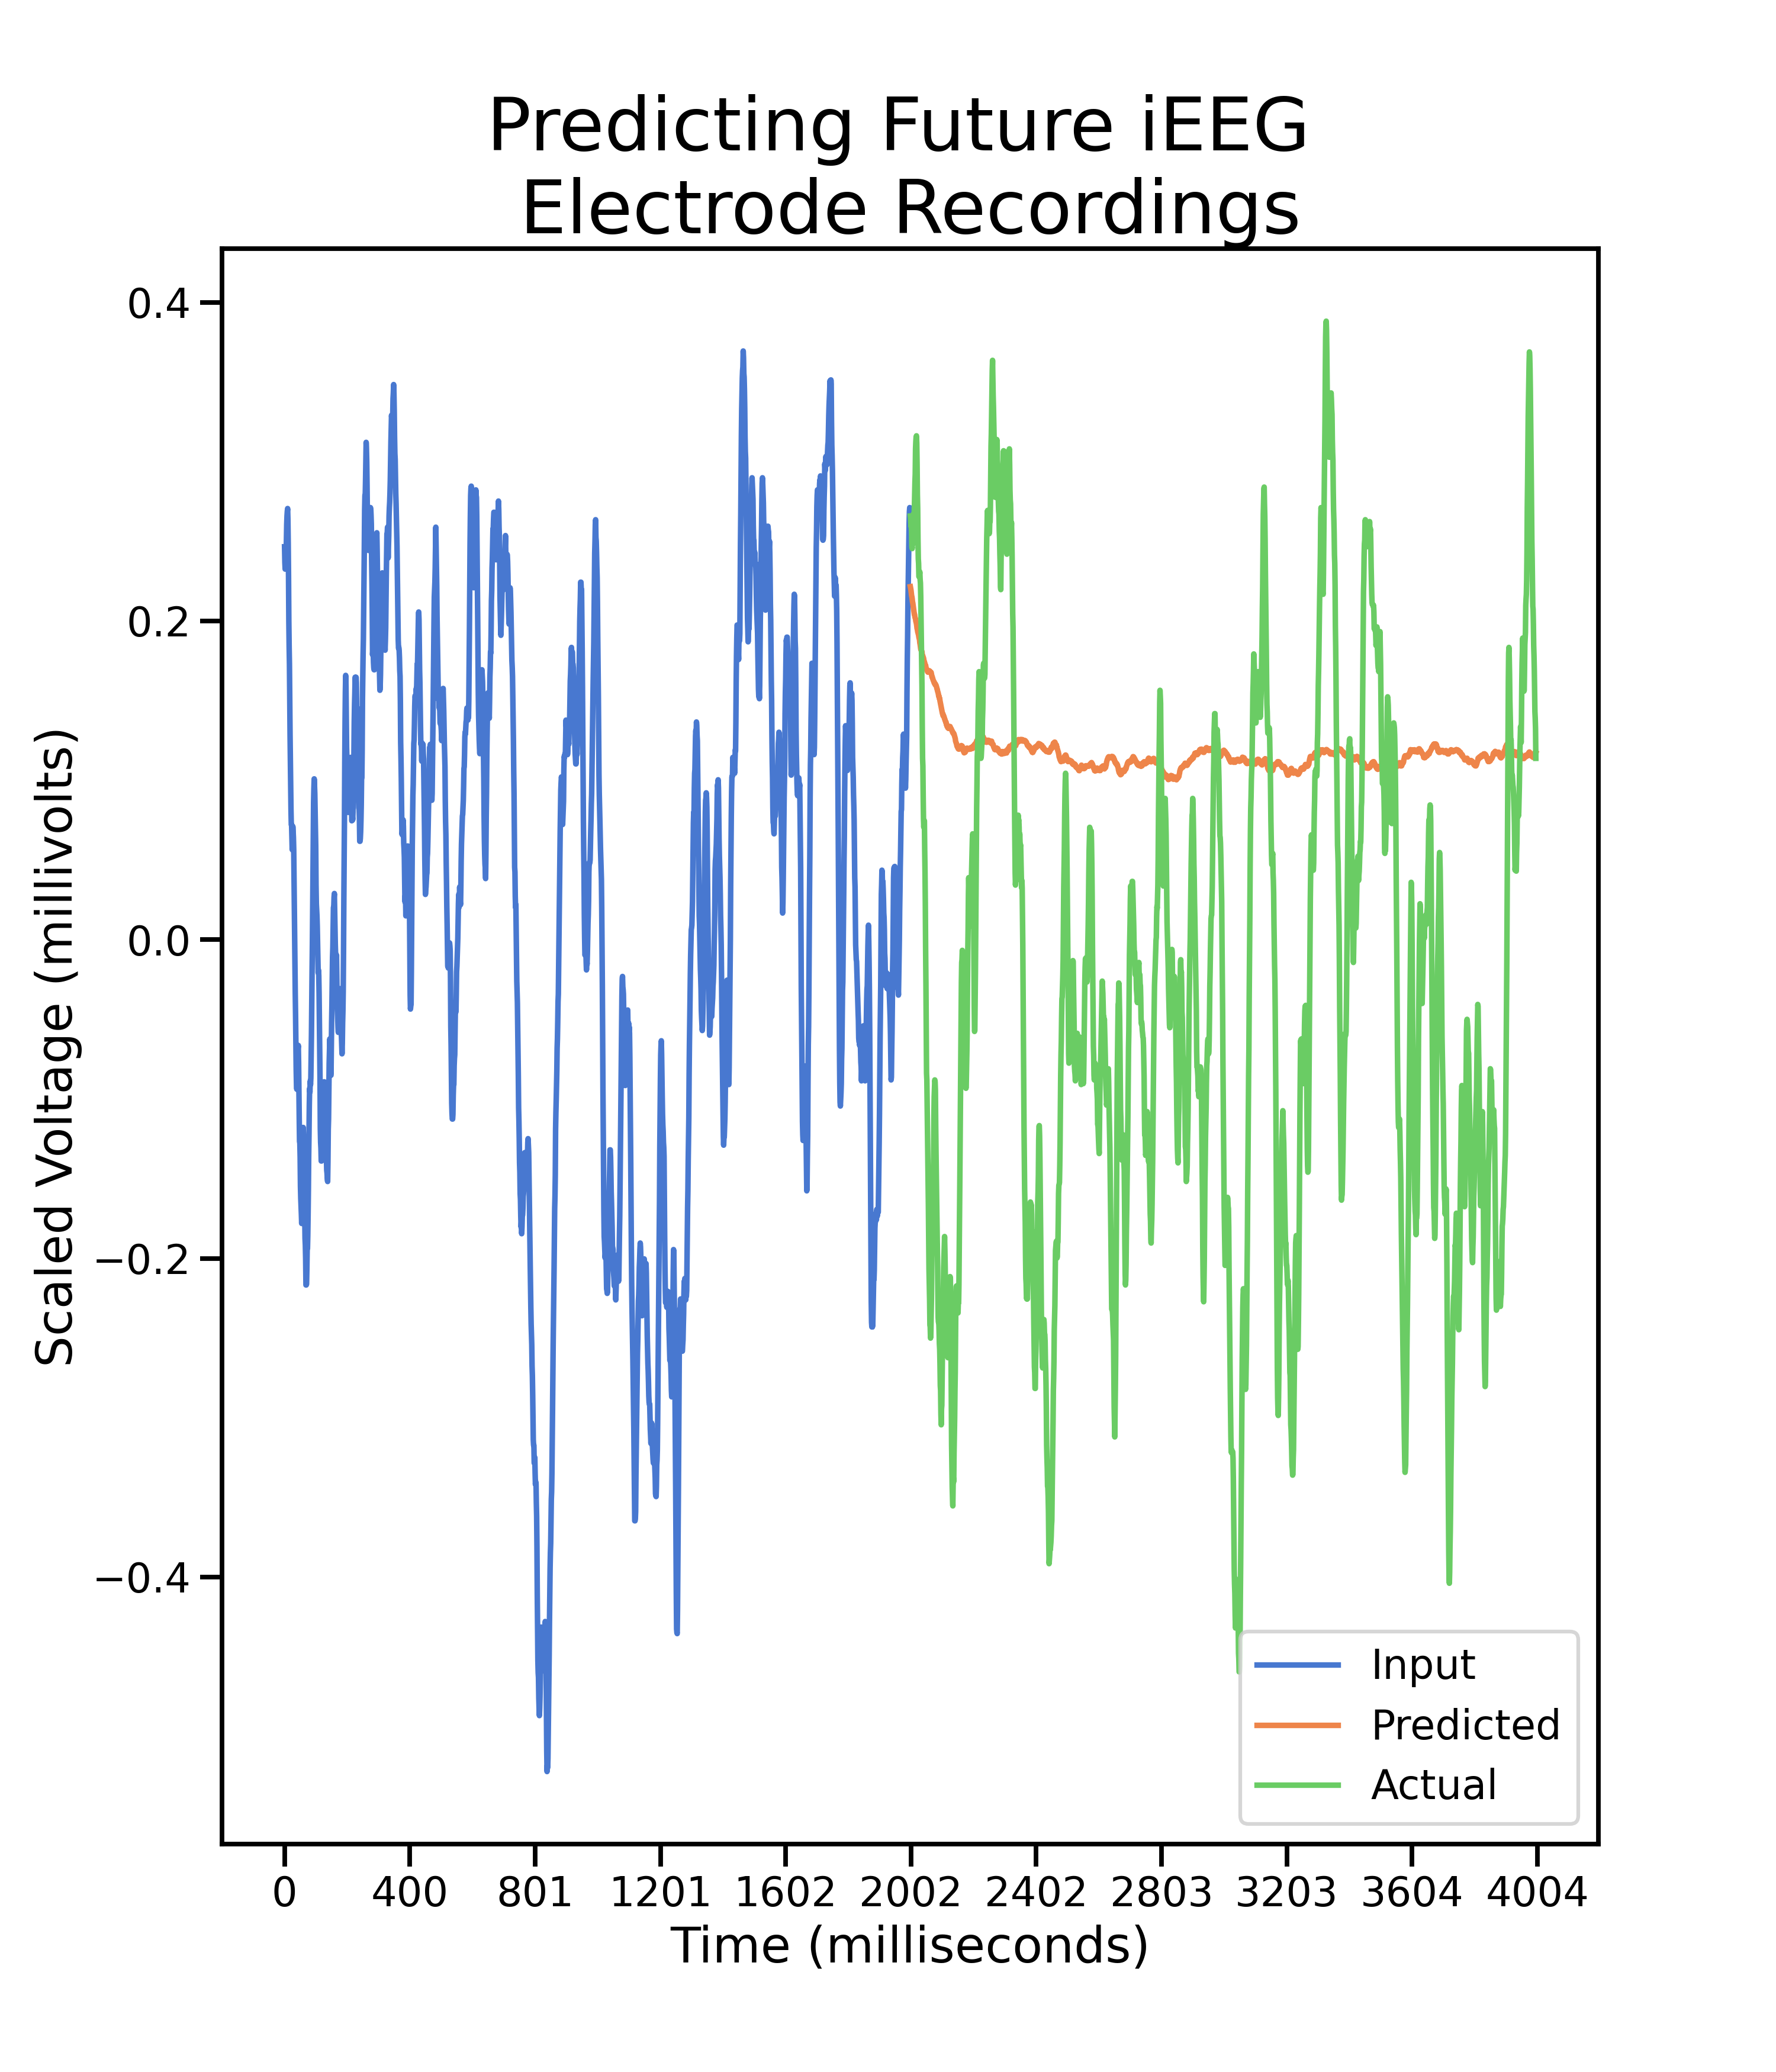 Predicting Future iEEG
Electrode Recordings
Scaled Voltage (millivolts)
0.4
0.2
0.0
−0.2
−0.4
Input
Predicted
Actual
0 400 801 1201 1602 2002 2402 2803 3203 3604 4004
Time (milliseconds)